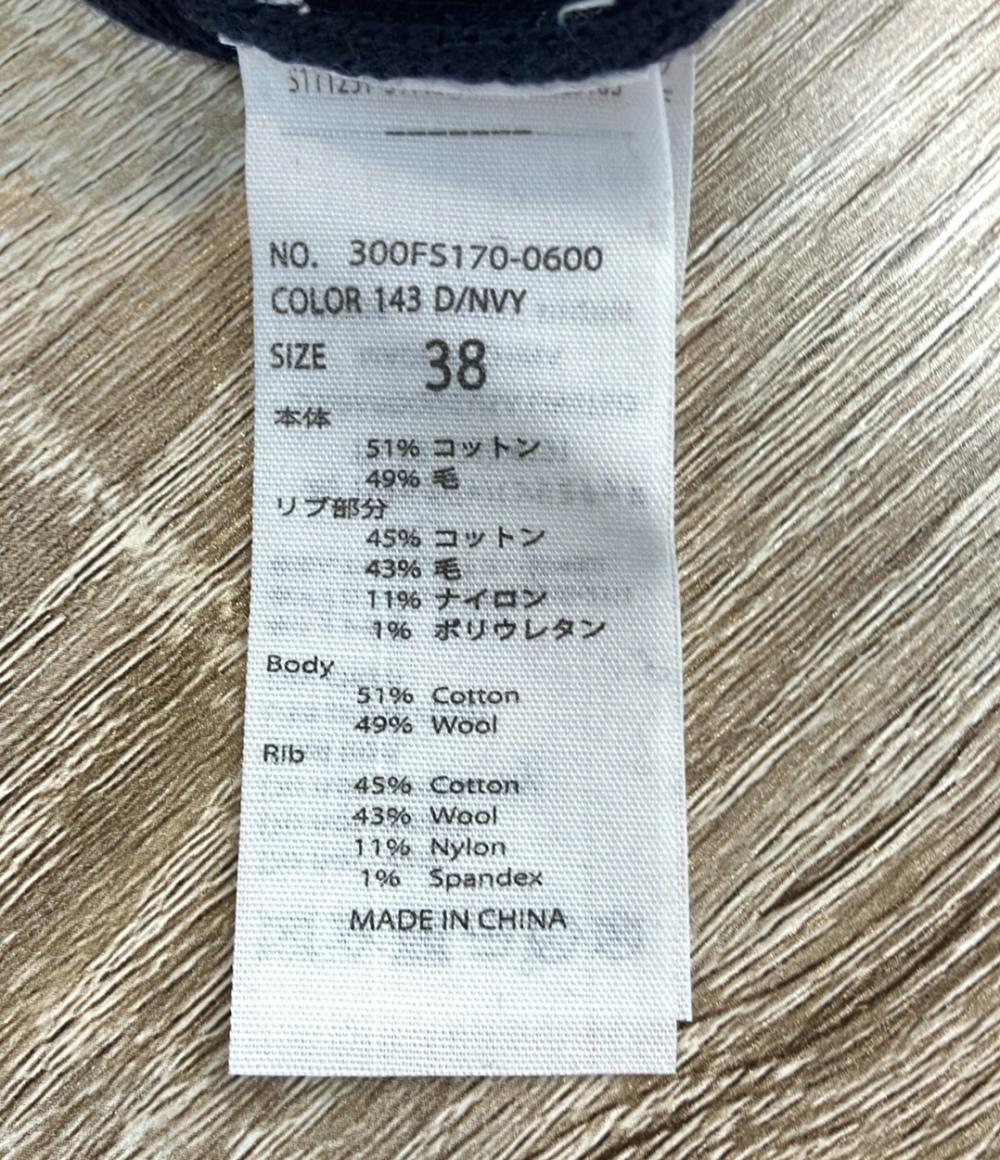 NO. 300FS170-0600
COLOR 143 D/NVY
SIZE 38
本体
51% コットン
49% 毛
リブ部分
45% コットン
43% 毛
11% ナイロン
1% ポリウレタン
Body
51% Cotton
49% Wool
Rib
45% Cotton
43% Wool
11% Nylon
1% Spandex
MADE IN CHINA